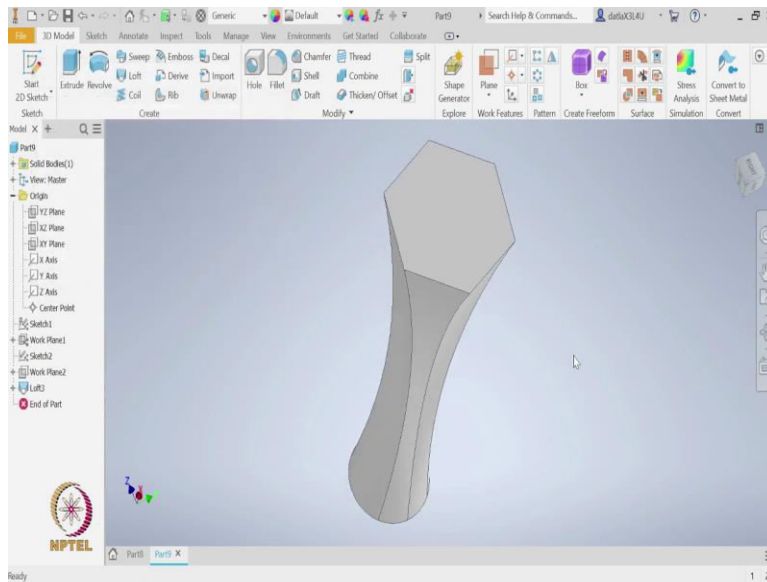 Generic Default fx Part9 Search Help & Commands... datlaX3L4U
File 3D Model Sketch Annotate Inspect Tools Manage View Environments Get Started Collaborate
Start 2D Sketch Extrude Revolve Sweep Emboss Decal Hole Fillet Chamfer Thread Split Shape Generator Plane Box Stress Analysis Convert to Sheet Metal
Loft Derive Import Shell Combine
Coil Rib Unwrap Draft Thicken/ Offset
Sketch Create Modify Explore Work Features Pattern Create Freeform Surface Simulation Convert
Model X +
Part9
Solid Bodies(1)
View: Master
Origin
YZ Plane
XZ Plane
XY Plane
X Axis
Y Axis
Z Axis
Center Point
Sketch1
Work Plane1
Sketch2
Work Plane2
Loft3
End of Part
Z
NPTEL
Part8 Part9 X
Ready 1